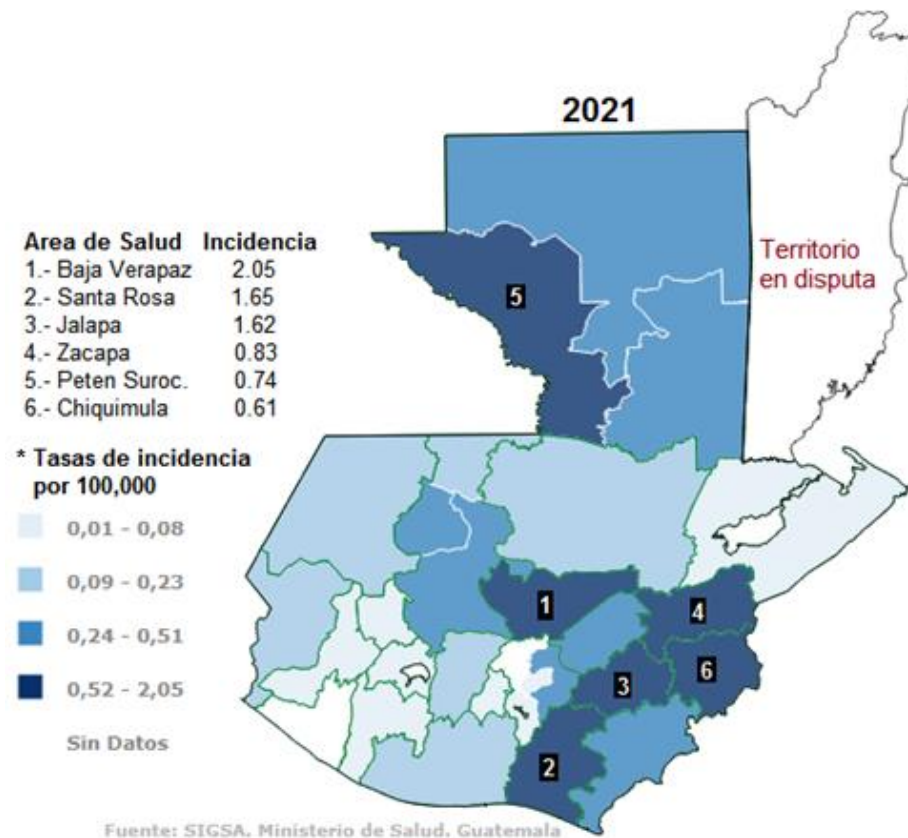 2021
Territorio
en disputa
Area de Salud Incidencia
1.- Baja Verapaz 2.05
2.- Santa Rosa 1.65
3.- Jalapa 1.62
4.- Zacapa 0.83
5.- Peten Suroc. 0.74
6.- Chiquimula 0.61
* Tasas de incidencia
por 100,000
0,01 - 0,08
0,09 - 0,23
0,24 - 0,51
0,52 - 2,05
Sin Datos
5
1
4
6
3
2
Fuente: SIGSA. Ministerio de Salud. Guatemala